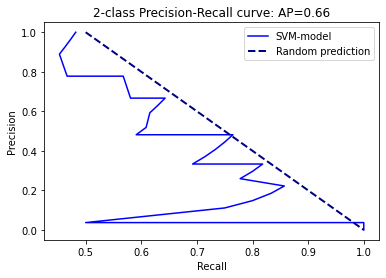 2-class Precision-Recall curve: AP=0.66
SVM-model
Random prediction
Precision
1.0
0.8
0.6
0.4
0.2
0.0
0.5 0.6 0.7 0.8 0.9 1.0
Recall